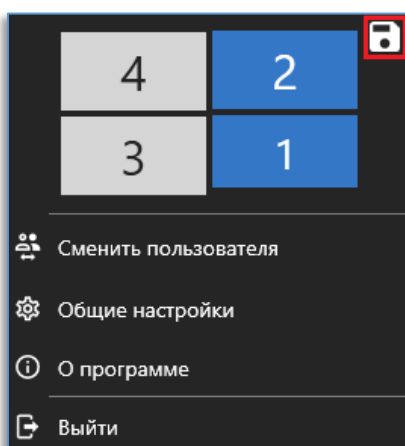 4 2
3 1
Сменить пользователя
Общие настройки
О программе
Выйти